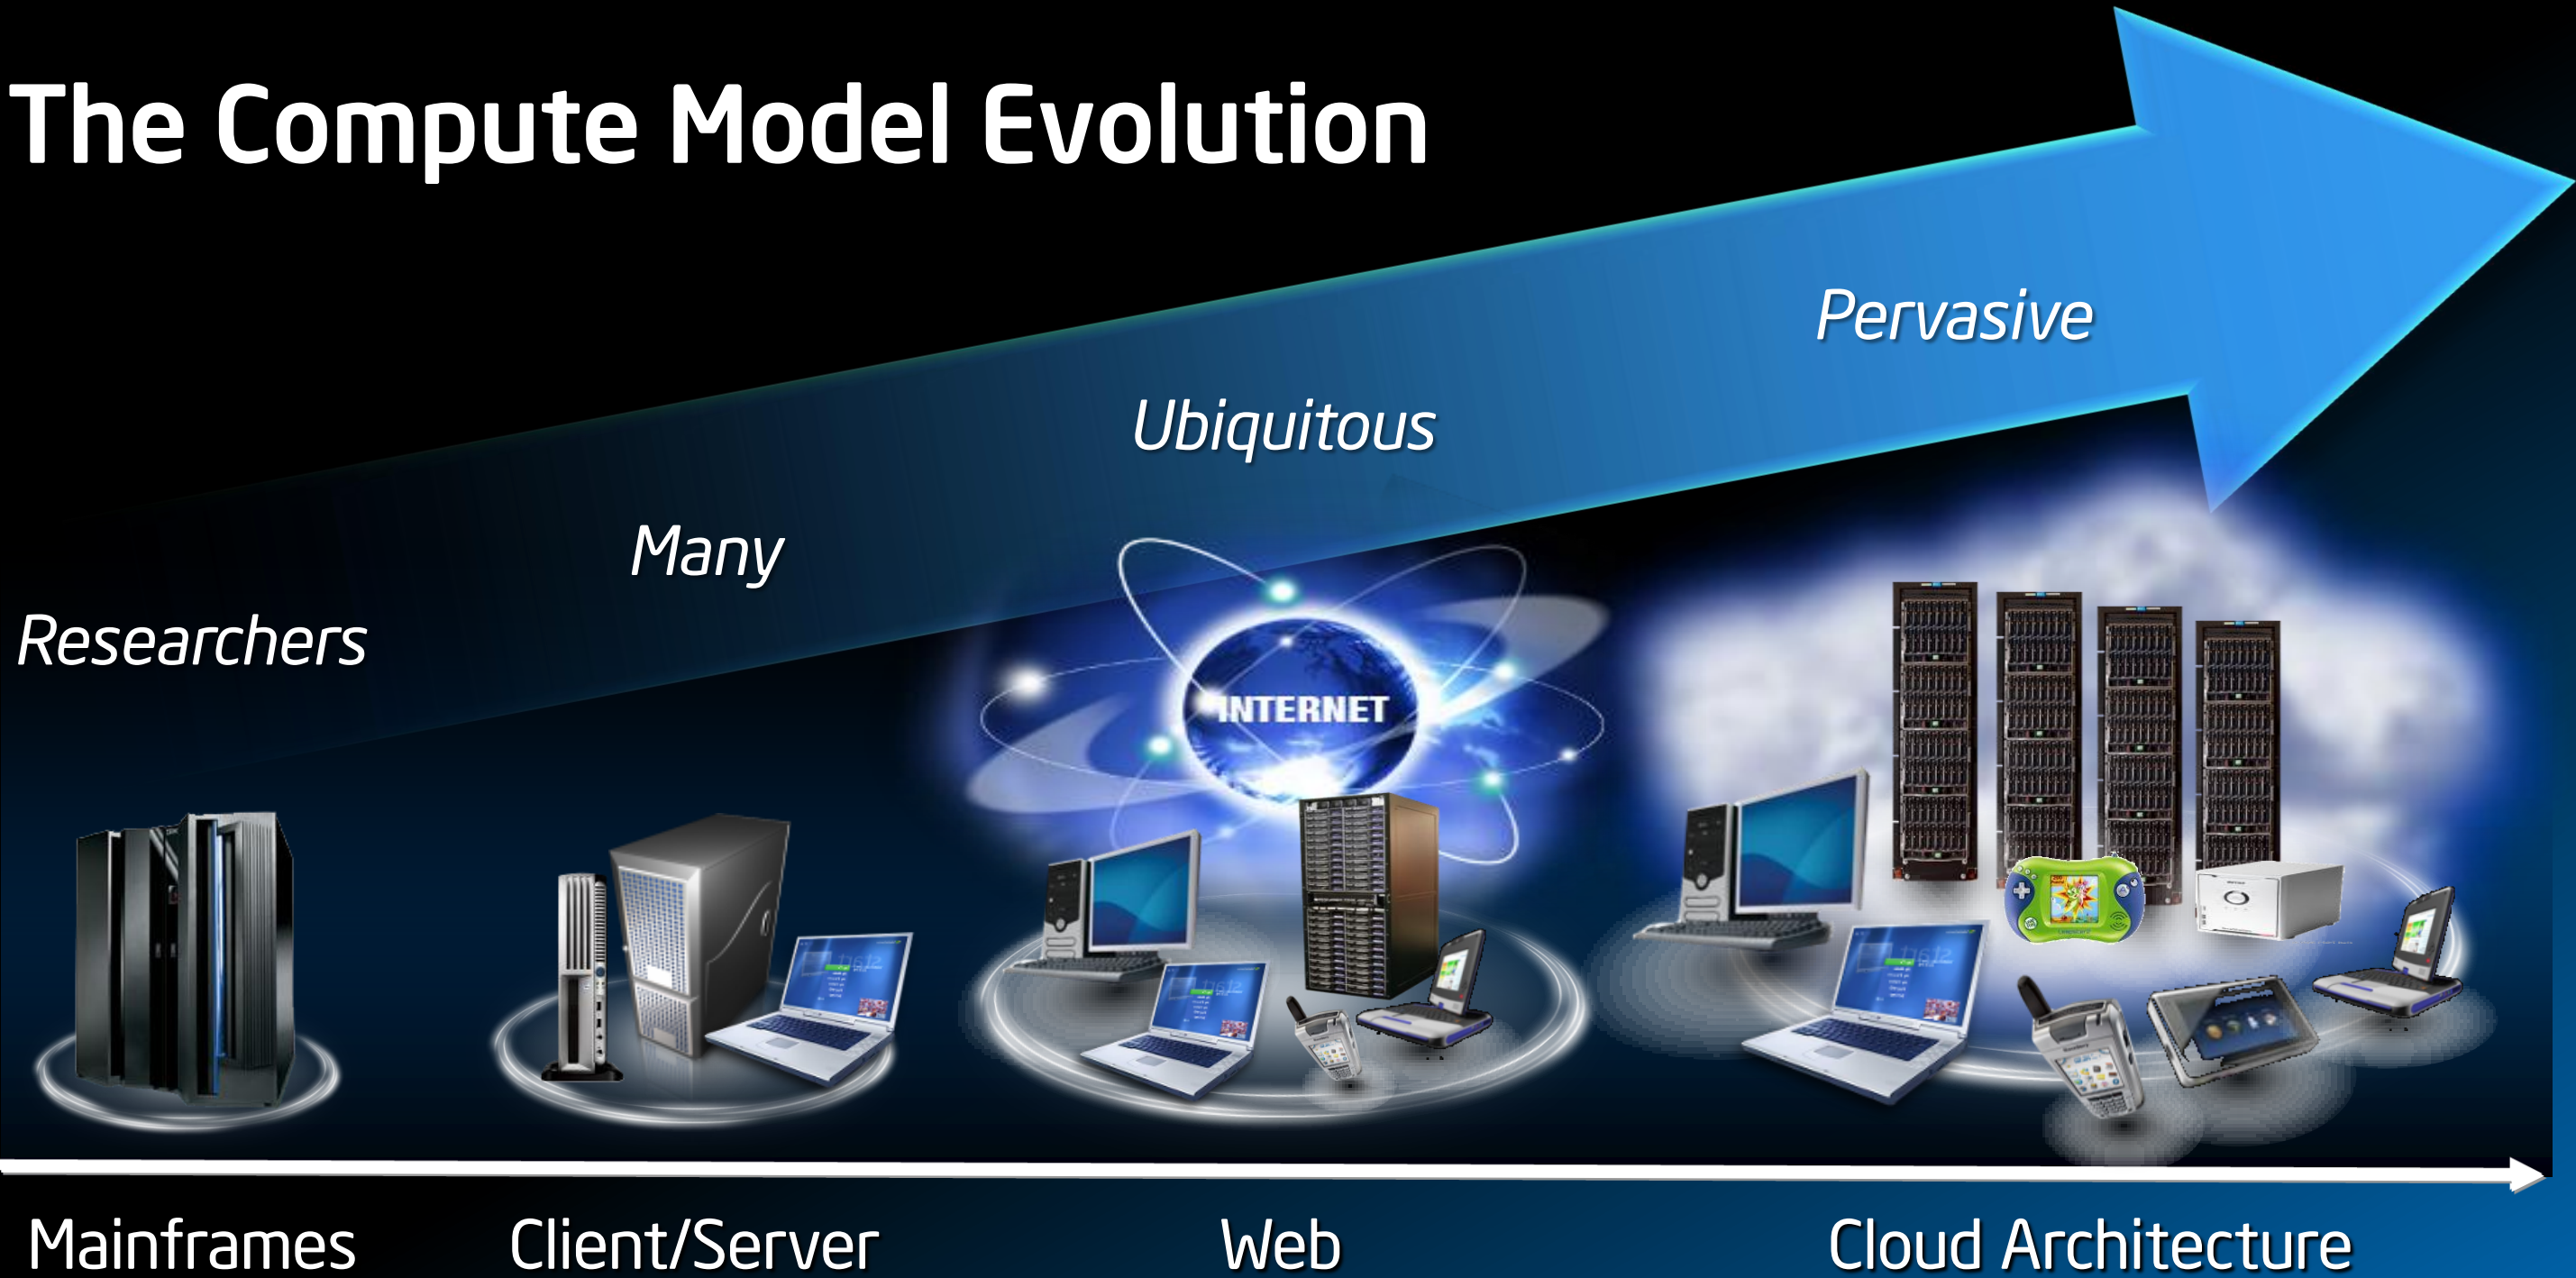 The Compute Model Evolution
Pervasive
Ubiquitous
Many
Researchers
INTERNET
Mainframes
Client/Server
Web
Cloud Architecture